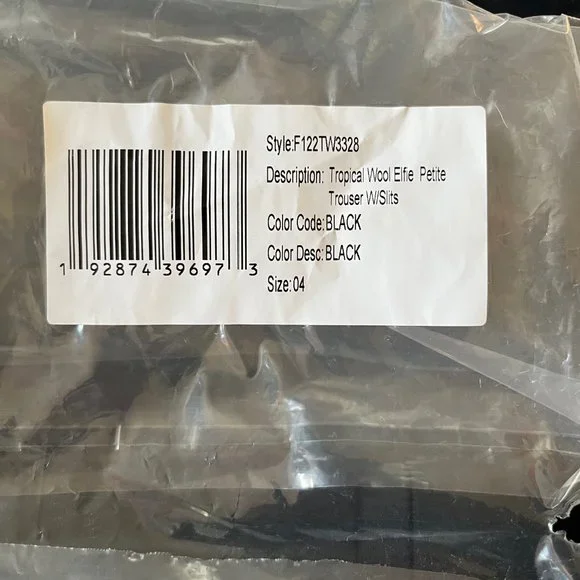 Style:F122TW3328
Description: Tropical Wool Elfie Petite
Trouser W/Slits
Color Code:BLACK
Color Desc:BLACK
Size:04
1 92874 39697 3